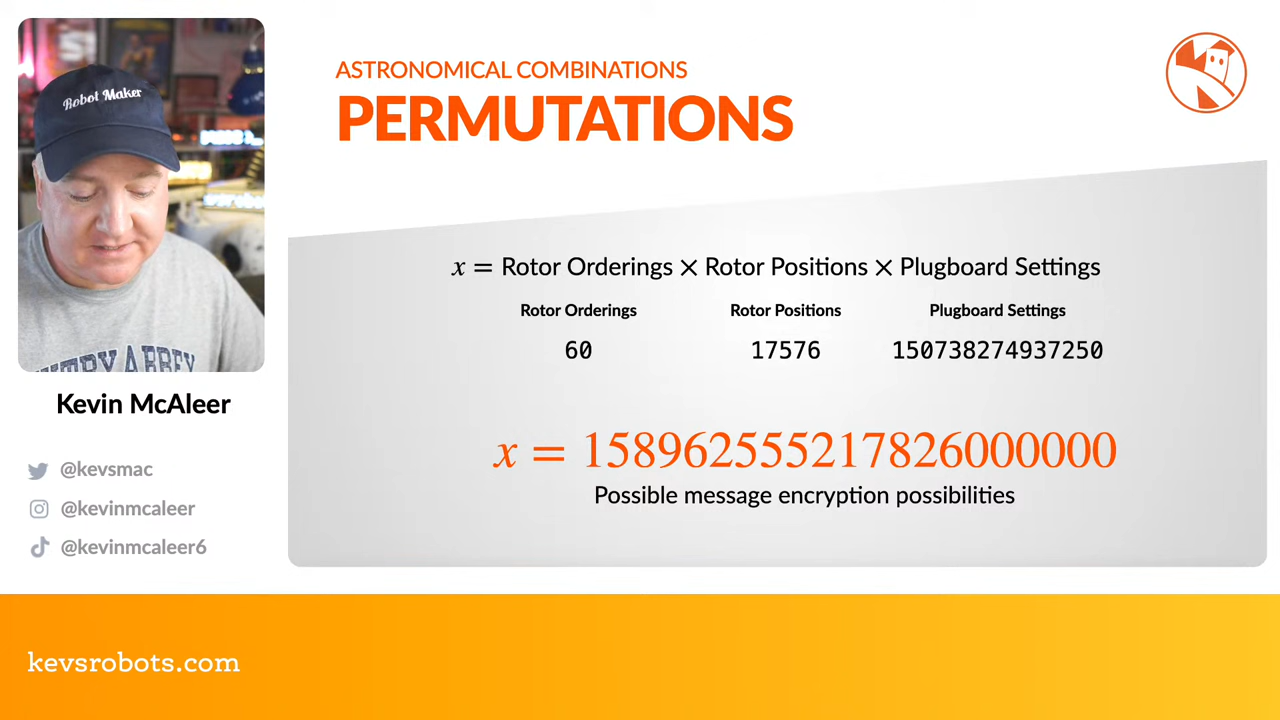 Robot Maker
ABBEY
Kevin McAleer
@kevsmac
@kevinmcaleer
@kevinmcaleer6
ASTRONOMICAL COMBINATIONS
PERMUTATIONS
x = Rotor Orderings × Rotor Positions × Plugboard Settings
Rotor Orderings Rotor Positions Plugboard Settings
60 17576 150738274937250
x = 158962555217826000000
Possible message encryption possibilities
kevsrobots.com